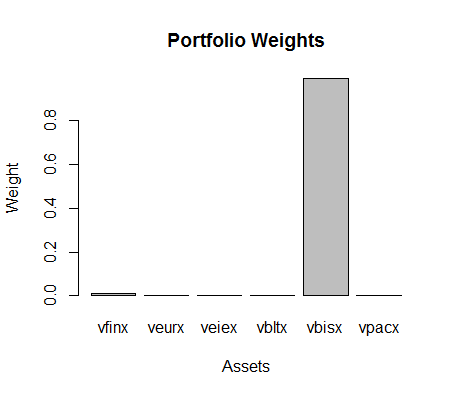 Portfolio Weights
Weight
0.8
0.6
0.4
0.2
0.0
vfinx veurx veiex vbltx vbisx vpacx
Assets